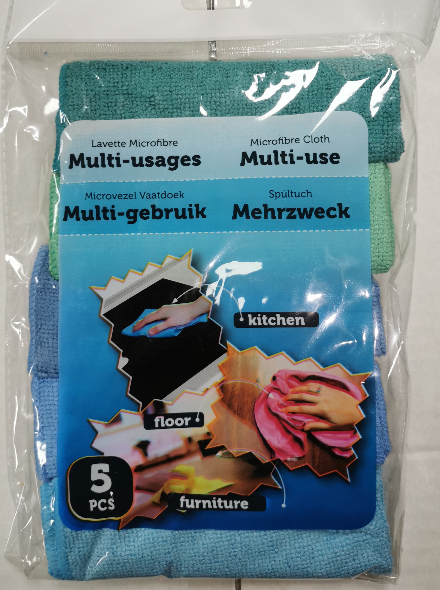 Lavette Microfibre
Multi-usages
Microfibre Cloth
Multi-use
Microvezel Vaatdoek
Multi-gebruik
Spültuch
Mehrzweck
kitchen
floor
5
PCS
furniture